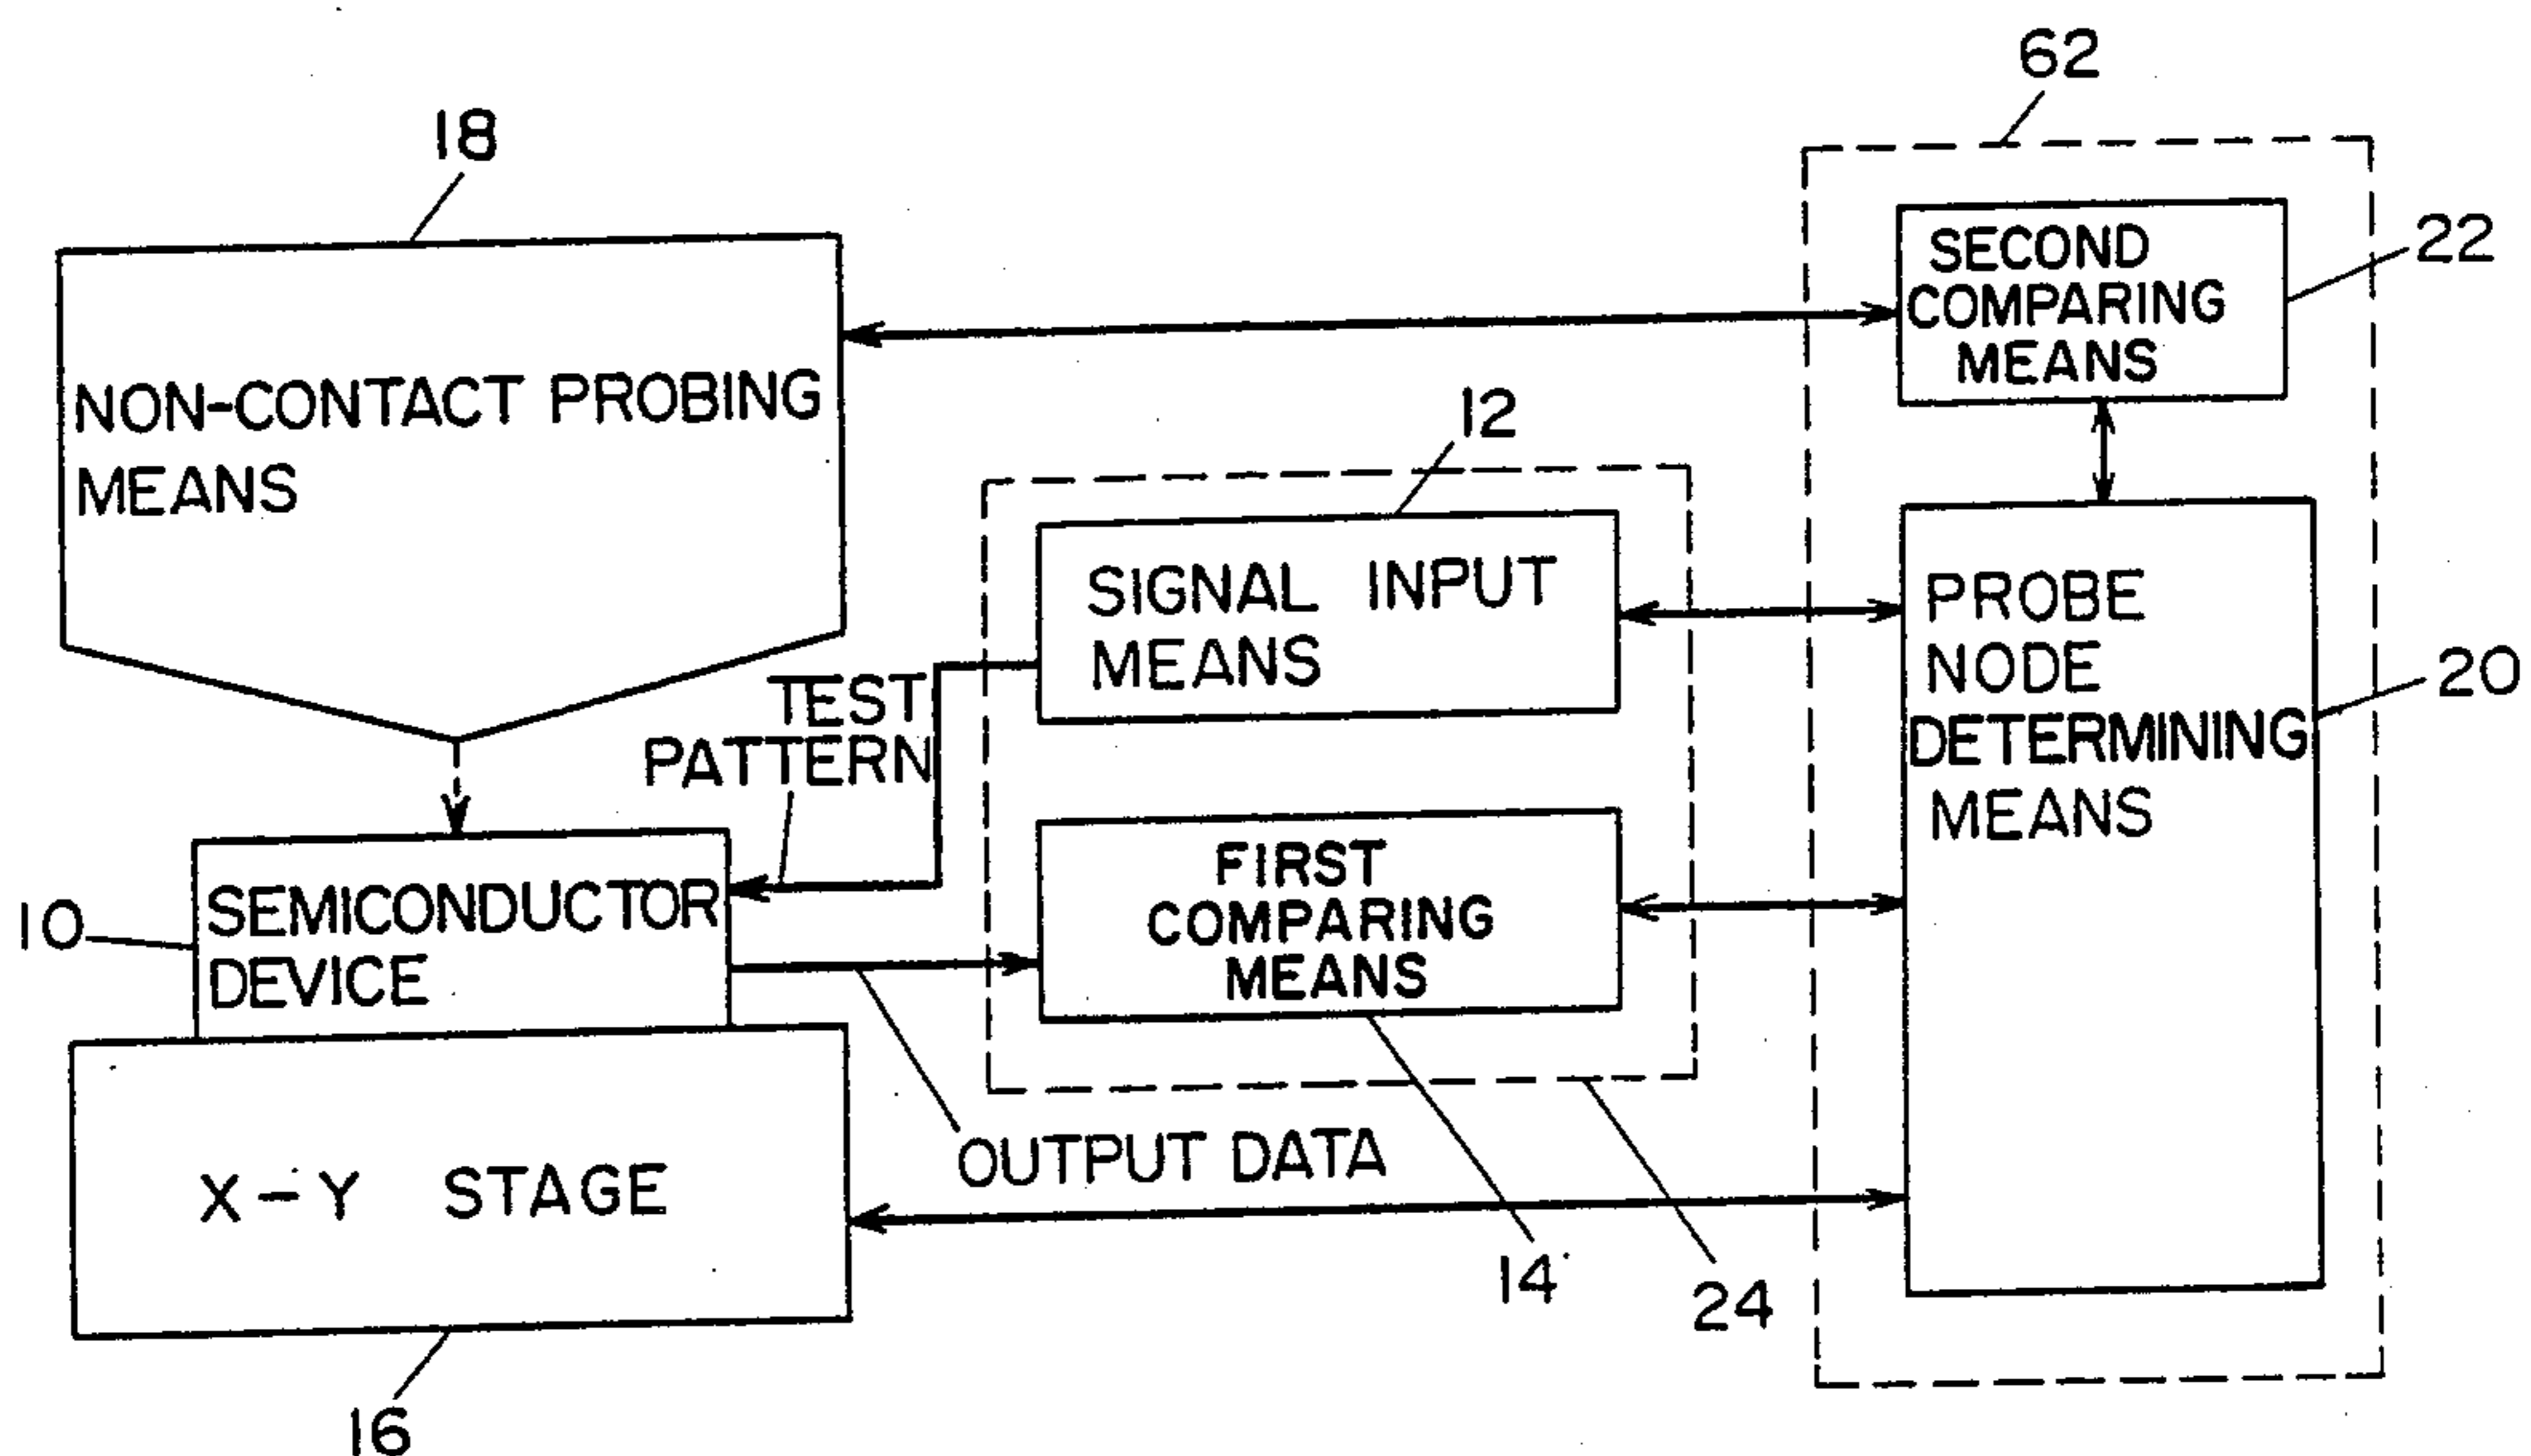 62
18
SECOND
COMPARING
MEANS
22
NON-CONTACT PROBING
MEANS
12
SIGNAL INPUT
MEANS
PROBE
NODE
DETERMINING
MEANS
20
TEST
PATTERN
10
SEMICONDUCTOR
DEVICE
FIRST
COMPARING
MEANS
OUTPUT DATA
X-Y STAGE
14
24
16